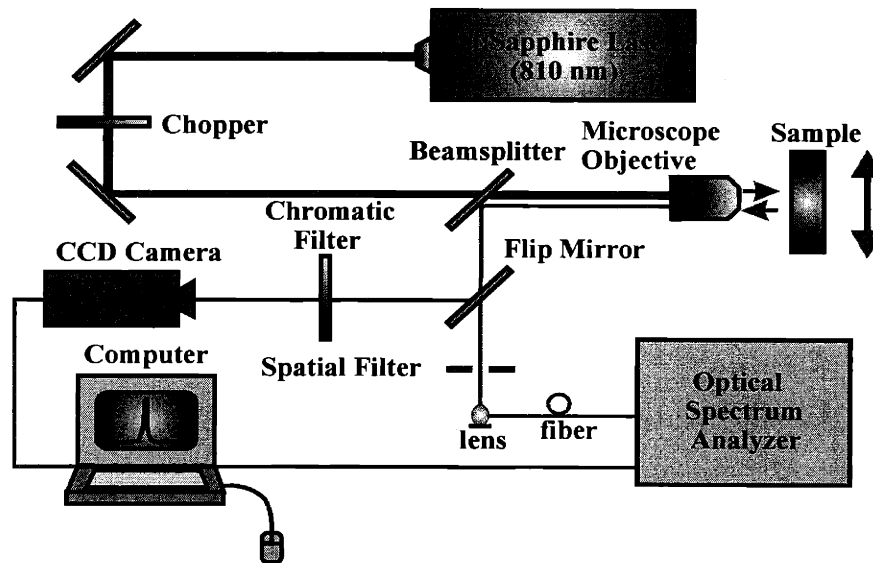 Sapphire
(810 nm)
Chopper
Beamsplitter
Microscope
Objective
Sample
Chromatic
Filter
CCD Camera
Flip Mirror
Computer
Spatial Filter
Optical
Spectrum
Analyzer
lens
fiber